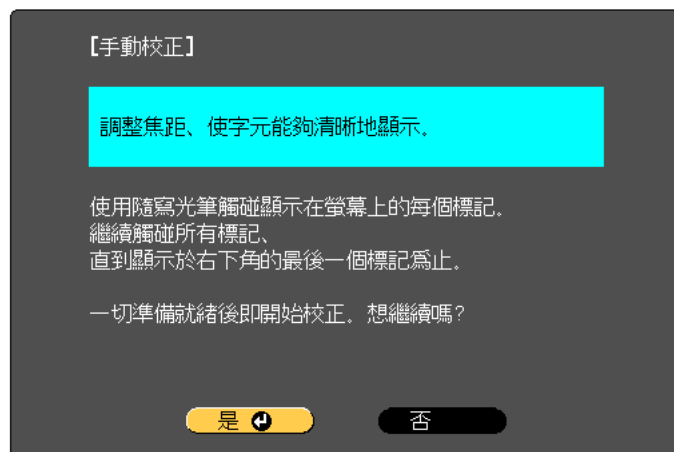 【手動校正】
調整焦距、使字元能夠清晰地顯示。
使用隨寫光筆觸碰顯示在螢幕上的每個標記。
繼續觸碰所有標記、
直到顯示於右下角的最後一個標記爲止。
一切準備就緒後即開始校正。想繼續嗎?
是
否